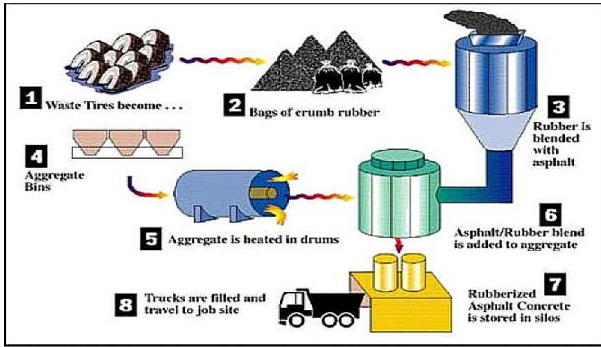 1 Waste Tires become . . .
2 Bags of crumb rubber
3
Rubber is
blended
with
asphalt
4
Aggregate
Bins
5 Aggregate is heated in drums
6
Asphalt/Rubber blend
is added to aggregate
7
Rubberized
Asphalt Concrete
is stored in silos
8 Trucks are filled and
travel to job site